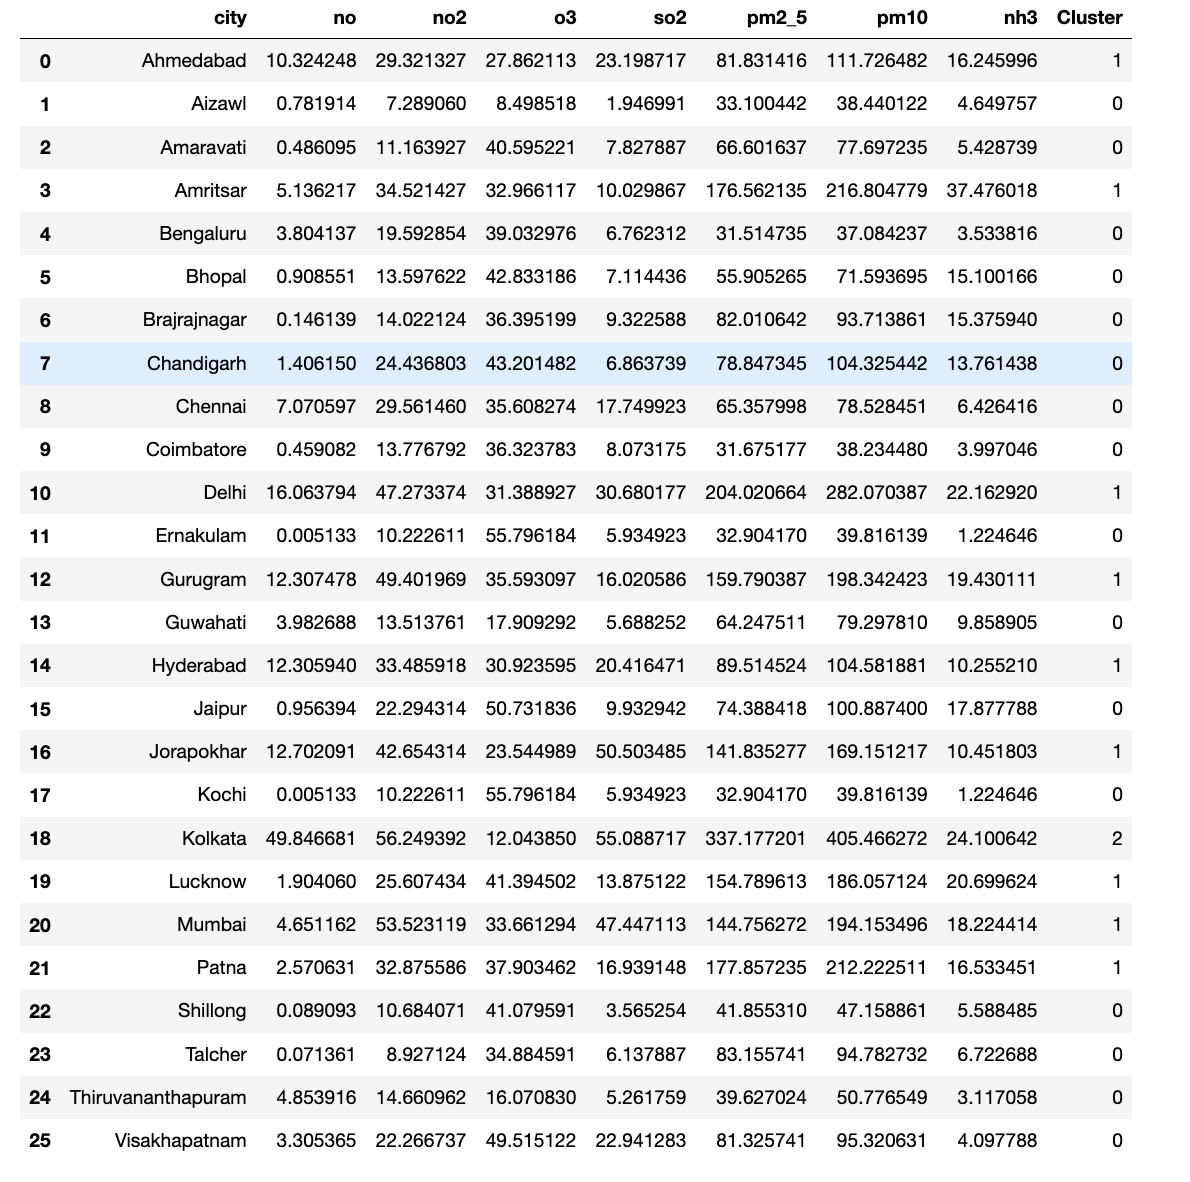 city no no2 o3 so2 pm2_5 pm10 nh3 Cluster
0 Ahmedabad 10.324248 29.321327 27.862113 23.198717 81.831416 111.726482 16.245996 1
1 Aizawl 0.781914 7.289060 8.498518 1.946991 33.100442 38.440122 4.649757 0
2 Amaravati 0.486095 11.163927 40.595221 7.827887 66.601637 77.697235 5.428739 0
3 Amritsar 5.136217 34.521427 32.966117 10.029867 176.562135 216.804779 37.476018 1
4 Bengaluru 3.804137 19.592854 39.032976 6.762312 31.514735 37.084237 3.533816 0
5 Bhopal 0.908551 13.597622 42.833186 7.114436 55.905265 71.593695 15.100166 0
6 Brajrajnagar 0.146139 14.022124 36.395199 9.322588 82.010642 93.713861 15.375940 0
7 Chandigarh 1.406150 24.436803 43.201482 6.863739 78.847345 104.325442 13.761438 0
8 Chennai 7.070597 29.561460 35.608274 17.749923 65.357998 78.528451 6.426416 0
9 Coimbatore 0.459082 13.776792 36.323783 8.073175 31.675177 38.234480 3.997046 0
10 Delhi 16.063794 47.273374 31.388927 30.680177 204.020664 282.070387 22.162920 1
11 Ernakulam 0.005133 10.222611 55.796184 5.934923 32.904170 39.816139 1.224646 0
12 Gurugram 12.307478 49.401969 35.593097 16.020586 159.790387 198.342423 19.430111 1
13 Guwahati 3.982688 13.513761 17.909292 5.688252 64.247511 79.297810 9.858905 0
14 Hyderabad 12.305940 33.485918 30.923595 20.416471 89.514524 104.581881 10.255210 1
15 Jaipur 0.956394 22.294314 50.731836 9.932942 74.388418 100.887400 17.877788 0
16 Jorapokhar 12.702091 42.654314 23.544989 50.503485 141.835277 169.151217 10.451803 1
17 Kochi 0.005133 10.222611 55.796184 5.934923 32.904170 39.816139 1.224646 0
18 Kolkata 49.846681 56.249392 12.043850 55.088717 337.177201 405.466272 24.100642 2
19 Lucknow 1.904060 25.607434 41.394502 13.875122 154.789613 186.057124 20.699624 1
20 Mumbai 4.651162 53.523119 33.661294 47.447113 144.756272 194.153496 18.224414 1
21 Patna 2.570631 32.875586 37.903462 16.939148 177.857235 212.222511 16.533451 1
22 Shillong 0.089093 10.684071 41.079591 3.565254 41.855310 47.158861 5.588485 0
23 Talcher 0.071361 8.927124 34.884591 6.137887 83.155741 94.782732 6.722688 0
24 Thiruvananthapuram 4.853916 14.660962 16.070830 5.261759 39.627024 50.776549 3.117058 0
25 Visakhapatnam 3.305365 22.266737 49.515122 22.941283 81.325741 95.320631 4.097788 0